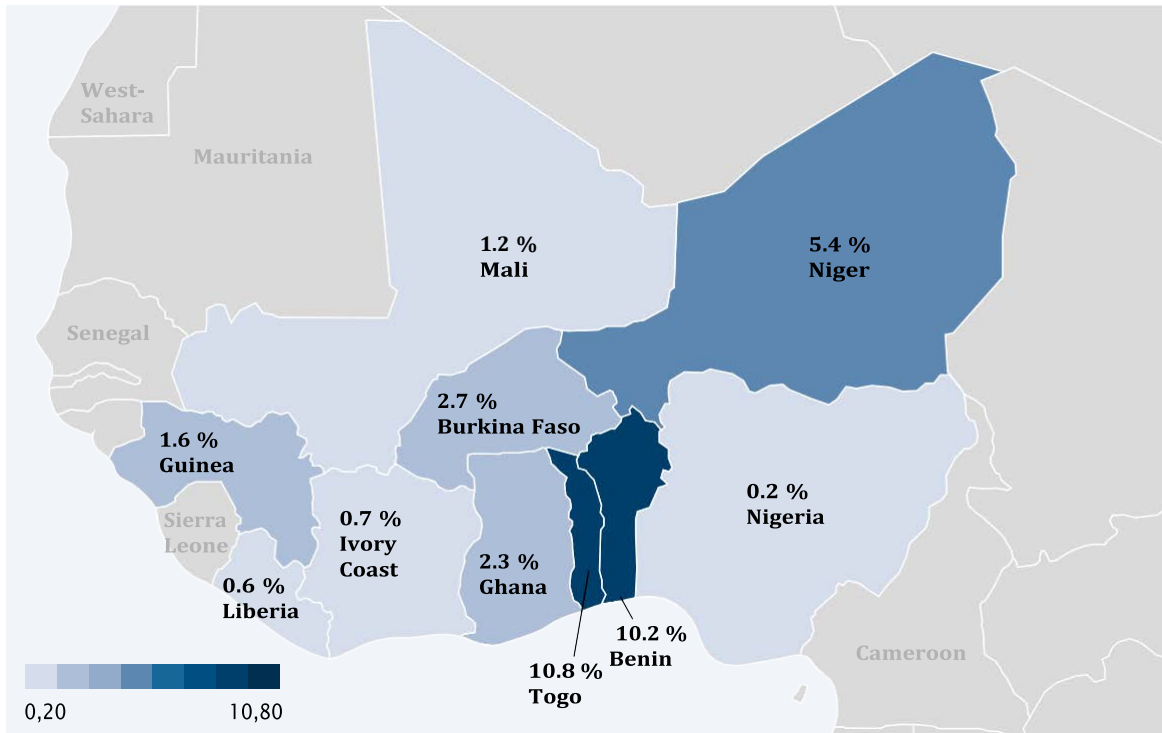 West-
Sahara
Mauritania
1.2 %
Mali
5.4 %
Niger
Senegal
2.7 %
Burkina Faso
1.6 %
Guinea
0.2 %
Nigeria
Sierra
Leone
0.7 %
Ivory
Coast
2.3 %
Ghana
0.6 %
Liberia
10.2 %
Benin
10.8 %
Togo
Cameroon
0,20
10,80